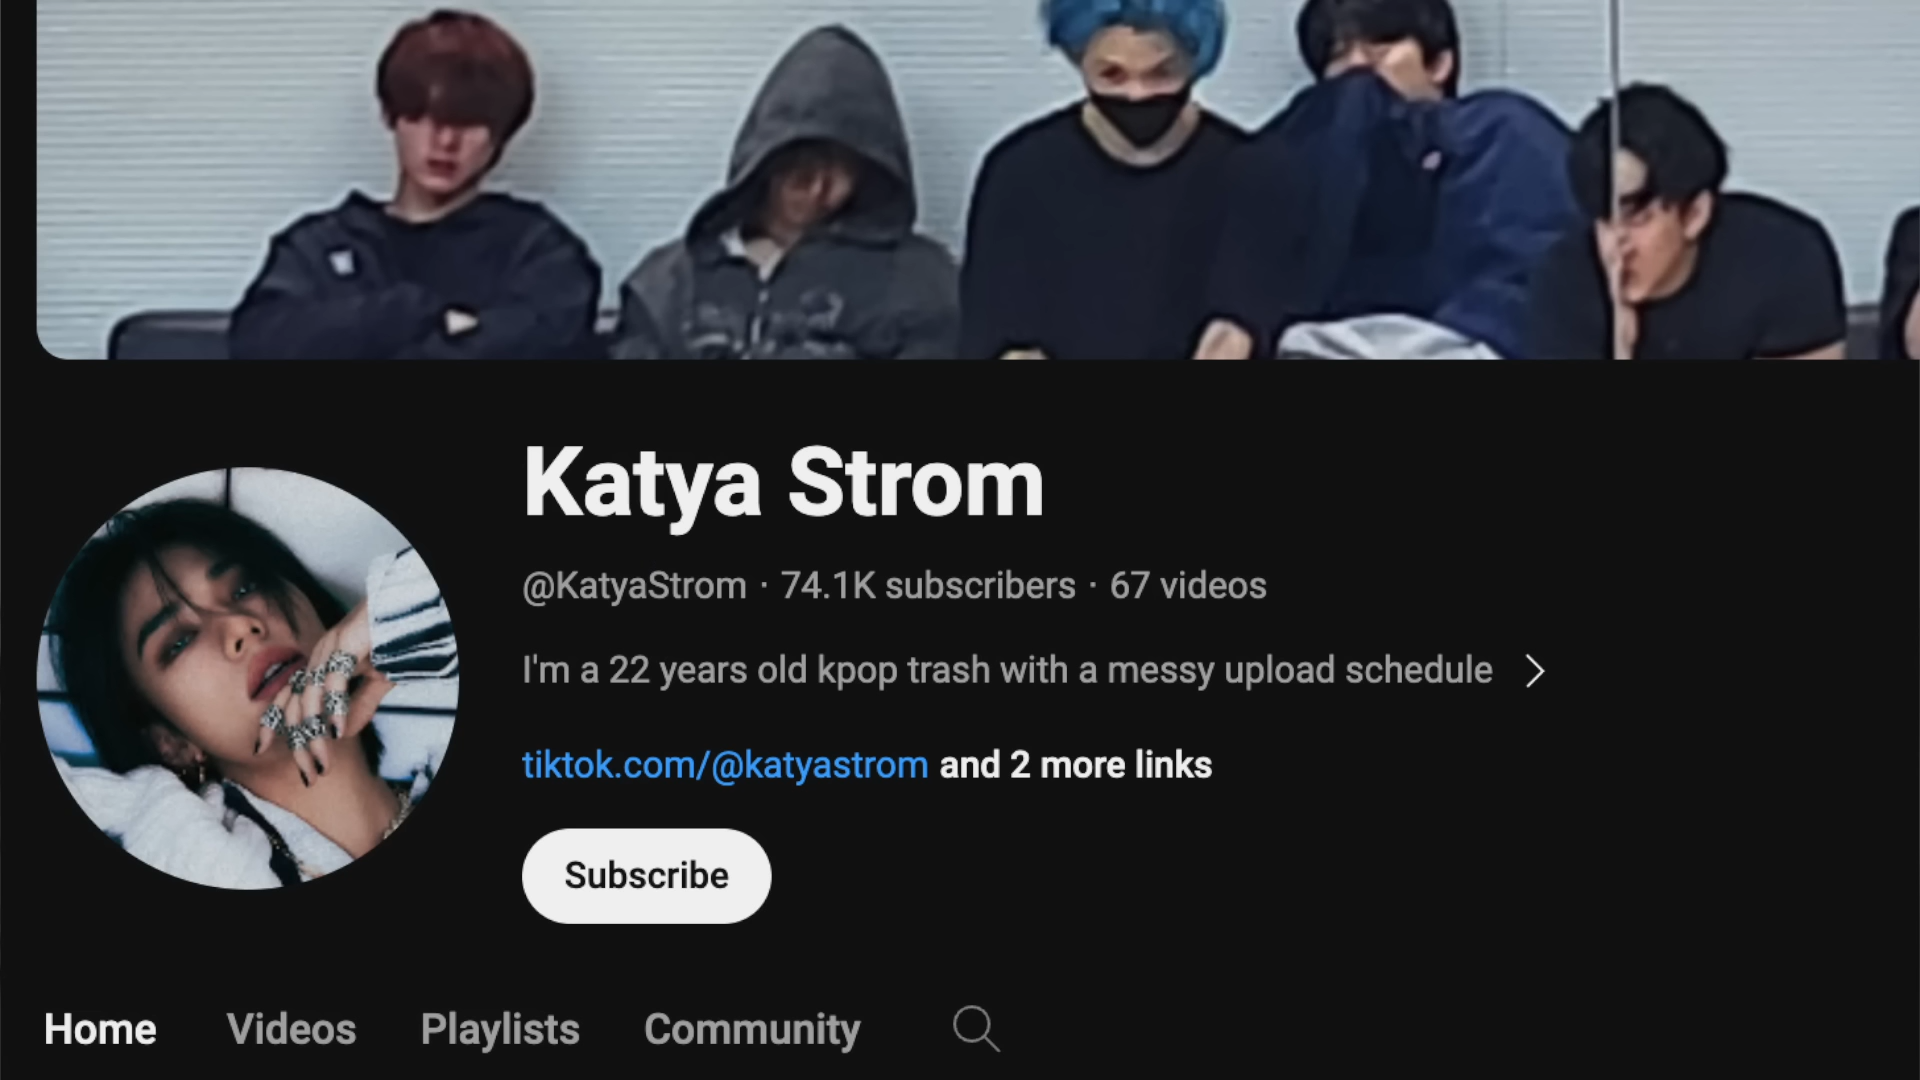 Katya Strom
@KatyaStrom · 74.1K subscribers · 67 videos
I'm a 22 years old kpop trash with a messy upload schedule
tiktok.com/@katyastrom and 2 more links
Subscribe
Home Videos Playlists Community